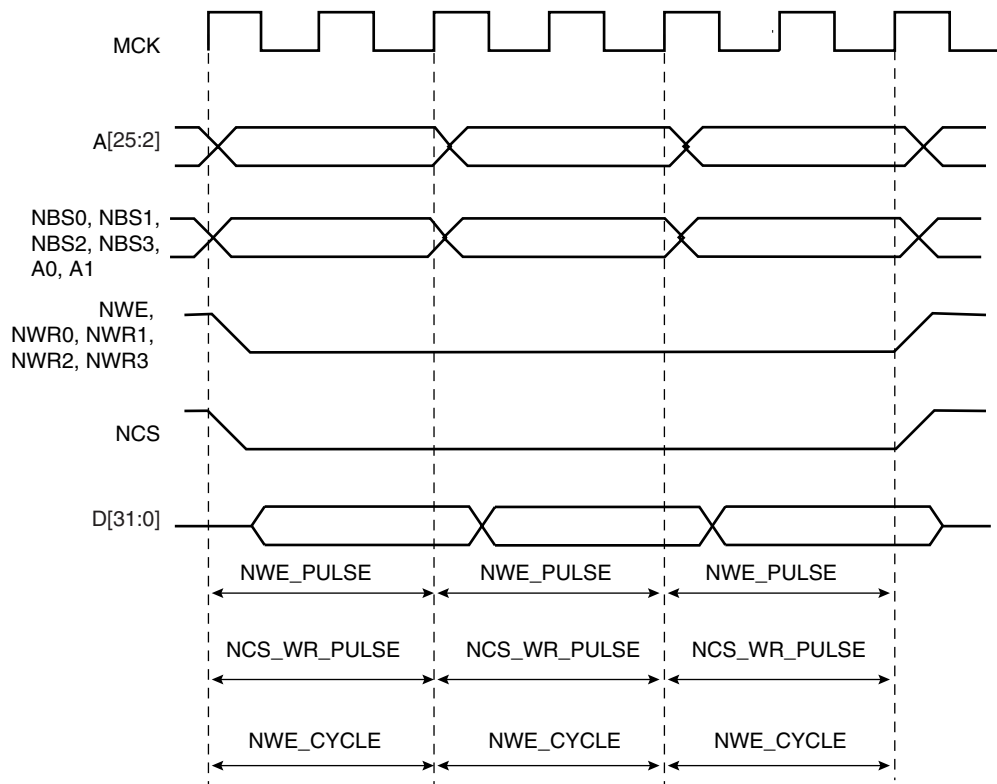 MCK
A[25:2]
NBS0, NBS1,
NBS2, NBS3,
A0, A1
NWE,
NWR0, NWR1,
NWR2, NWR3
NCS
D[31:0]
NWE_PULSE NWE_PULSE NWE_PULSE
NCS_WR_PULSE NCS_WR_PULSE NCS_WR_PULSE
NWE_CYCLE NWE_CYCLE NWE_CYCLE